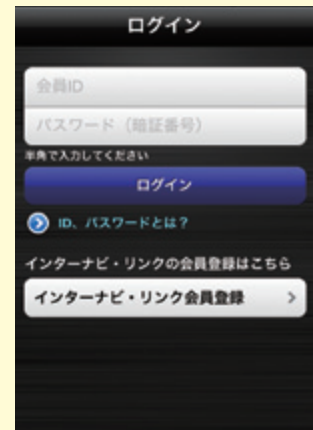 ログイン
会員ID
パスワード（暗証番号）
半角で入力してください
ログイン
ID、パスワードとは？
インターナビ・リンクの会員登録はこちら
インターナビ・リンク会員登録